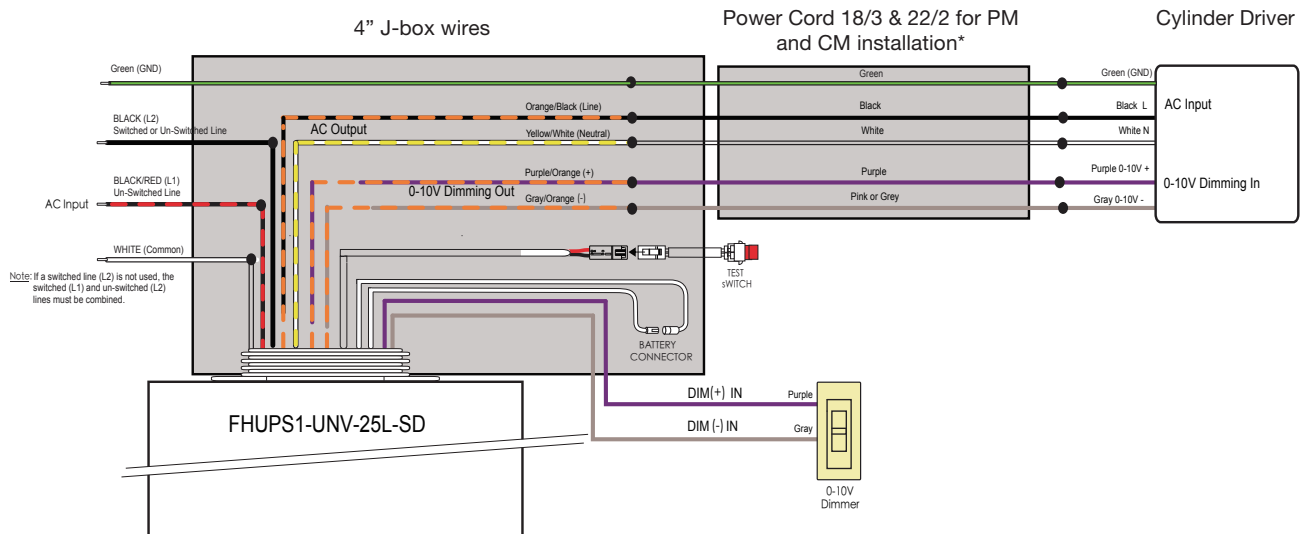 4” J-box wires
Power Cord 18/3 & 22/2 for PM
and CM installation*
Cylinder Driver
Green (GND)
Green
Green (GND)
Orange/Black (Line)
Black
Black L
AC Input
BLACK (L2)
Switched or Un-Switched Line
AC Output
Yellow/White (Neutral)
White
White N
BLACK/RED (L1)
Un-Switched Line
Purple/Orange (+)
Purple
Purple 0-10V +
0-10V Dimming Out
0-10V Dimming In
AC Input
Gray/Orange (-)
Pink or Grey
Gray 0-10V -
WHITE (Common)
Note: If a switched line (L2) is not used, the
switched (L1) and un-switched (L2)
lines must be combined.
TEST
sWITCH
BATTERY
CONNECTOR
FHUPS1-UNV-25L-SD
DIM(+) IN
Purple
DIM (-) IN
Gray
0-10V
Dimmer